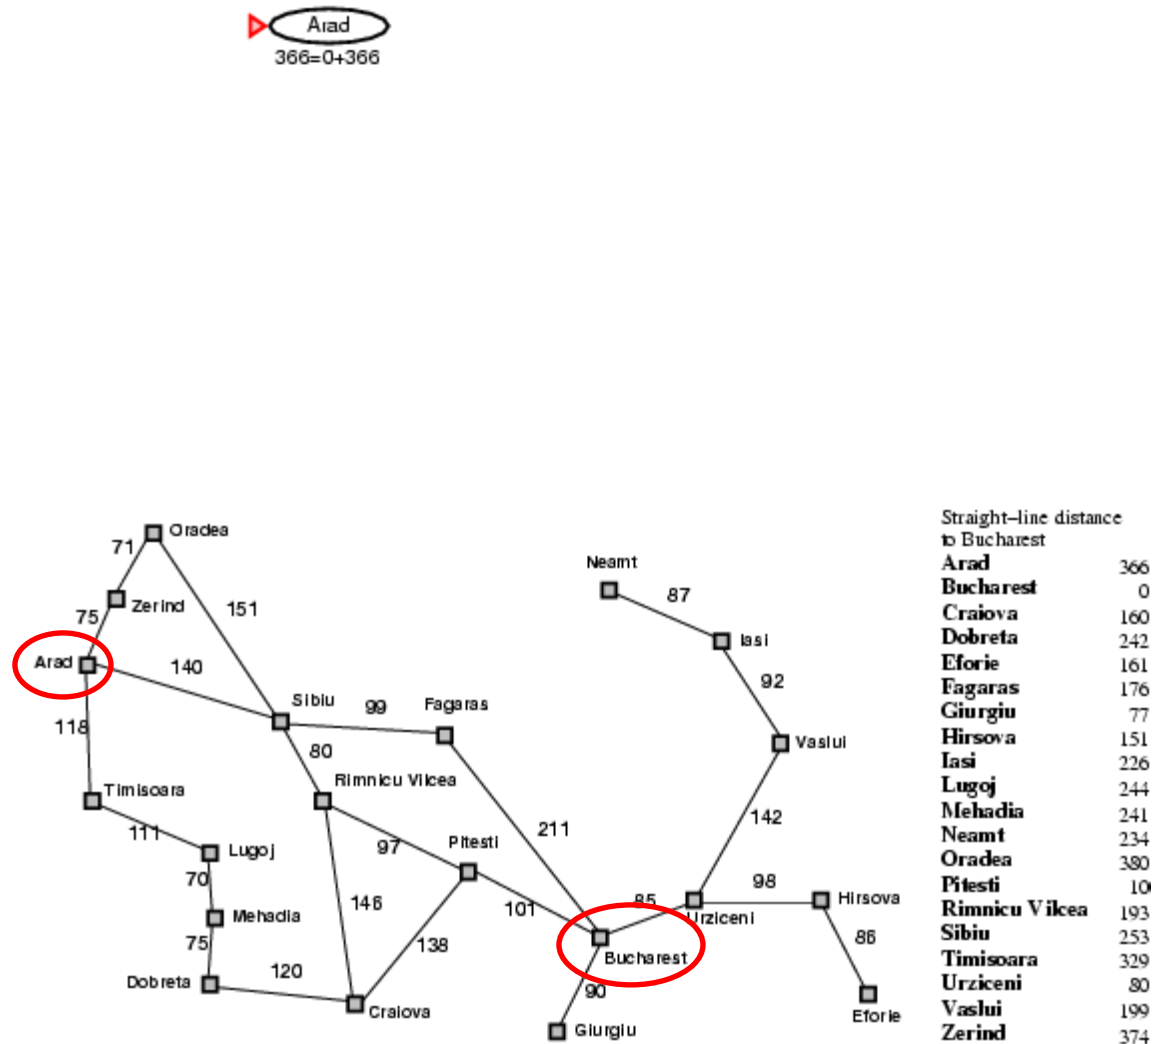 Arad
366=0+366
Oradea
71
Neamt
87
Zerind
151
75
Iasi
Arad
140
92
Sibiu
99
Fagaras
118
Vaslui
80
Timisoara
Rimnicu Vilcea
142
111
211
Lugoj
97
Pitesti
70
98
Hirsova
146
101
85
Urziceni
Mehadia
138
86
75
Bucharest
Dobreta
120
90
Craiova
Eforie
Giurgiu
Straight-line distance
to Bucharest
Arad 366
Bucharest 0
Craiova 160
Dobreta 242
Eforie 161
Fagaras 176
Giurgiu 77
Hirsova 151
Iasi 226
Lugoj 244
Mehadia 241
Neamt 234
Oradea 380
Pitesti 10
Rimnicu Vilcea 193
Sibiu 253
Timisoara 329
Urziceni 80
Vaslui 199
Zerind 374